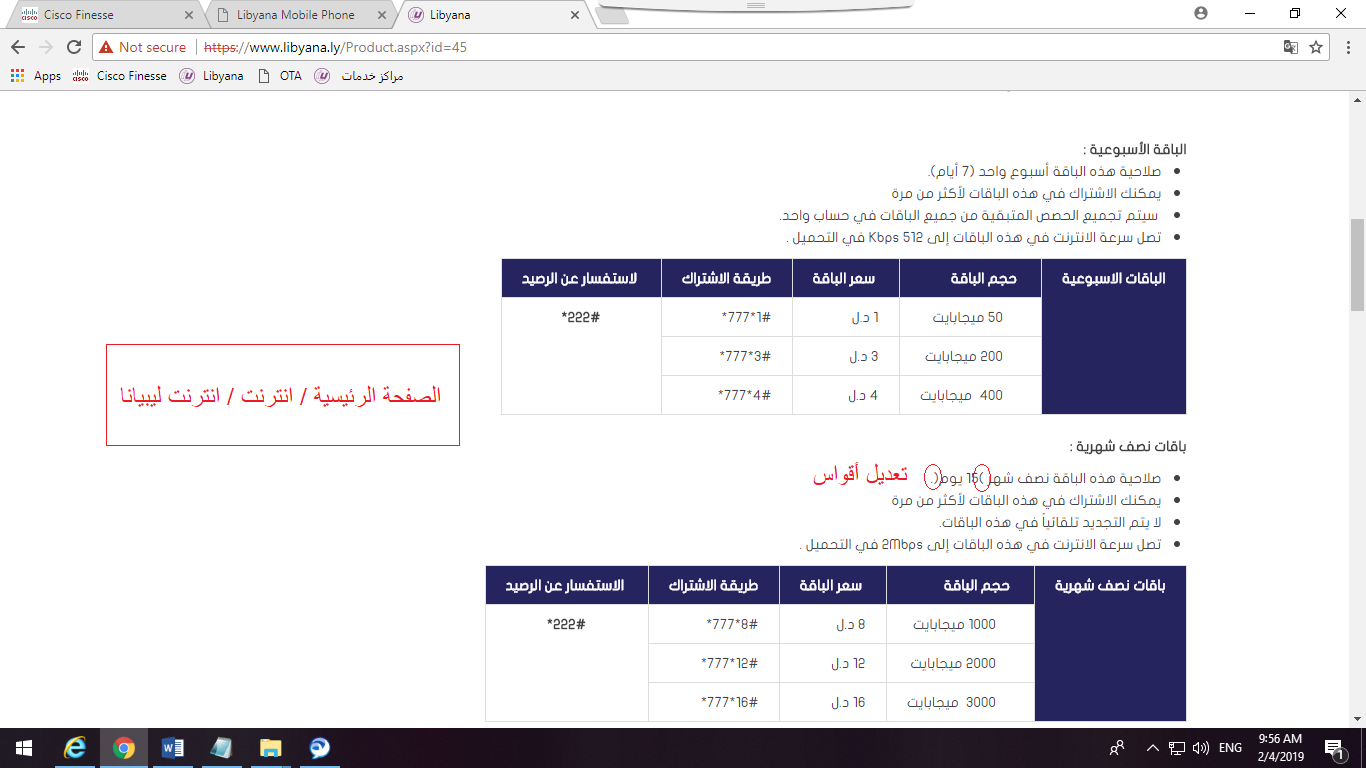 Cisco Finesse
Libyana Mobile Phone
Libyana
Not secure | https://www.libyana.ly/Product.aspx?id=45
Apps Cisco Finesse Libyana OTA مراكز خدمات
الباقة الأسبوعية :
صلاحية هذه الباقة أسبوع واحد (7 أيام).
يمكنك الاشتراك في هذه الباقات لأكثر من مرة
سيتم تجميع الحصص المتبقية من جميع الباقات في حساب واحد.
تصل سرعة الانترنت في هذه الباقات إلى 512 Kbps في التحميل .
الباقات الاسبوعية حجم الباقة سعر الباقة طريقة الاشتراك لاستفسار عن الرصيد
50 ميجابايت 1 د.ل *777*1# *222#
200 ميجابايت 3 د.ل *777*3#
400 ميجابايت 4 د.ل *777*4#
الصفحة الرئيسية / انترنت / انترنت ليبيانا
باقات نصف شهرية :
صلاحية هذه الباقة نصف شهر )15 يوم(. تعديل أقواس
يمكنك الاشتراك في هذه الباقات لأكثر من مرة
لا يتم التجديد تلقائياً في هذه الباقات.
تصل سرعة الانترنت في هذه الباقات إلى 2Mbps في التحميل .
باقات نصف شهرية حجم الباقة سعر الباقة طريقة الاشتراك الاستفسار عن الرصيد
1000 ميجابايت 8 د.ل *777*8# *222#
2000 ميجابايت 12 د.ل *777*12#
3000 ميجابايت 16 د.ل *777*16#
ENG
9:56 AM
2/4/2019
1